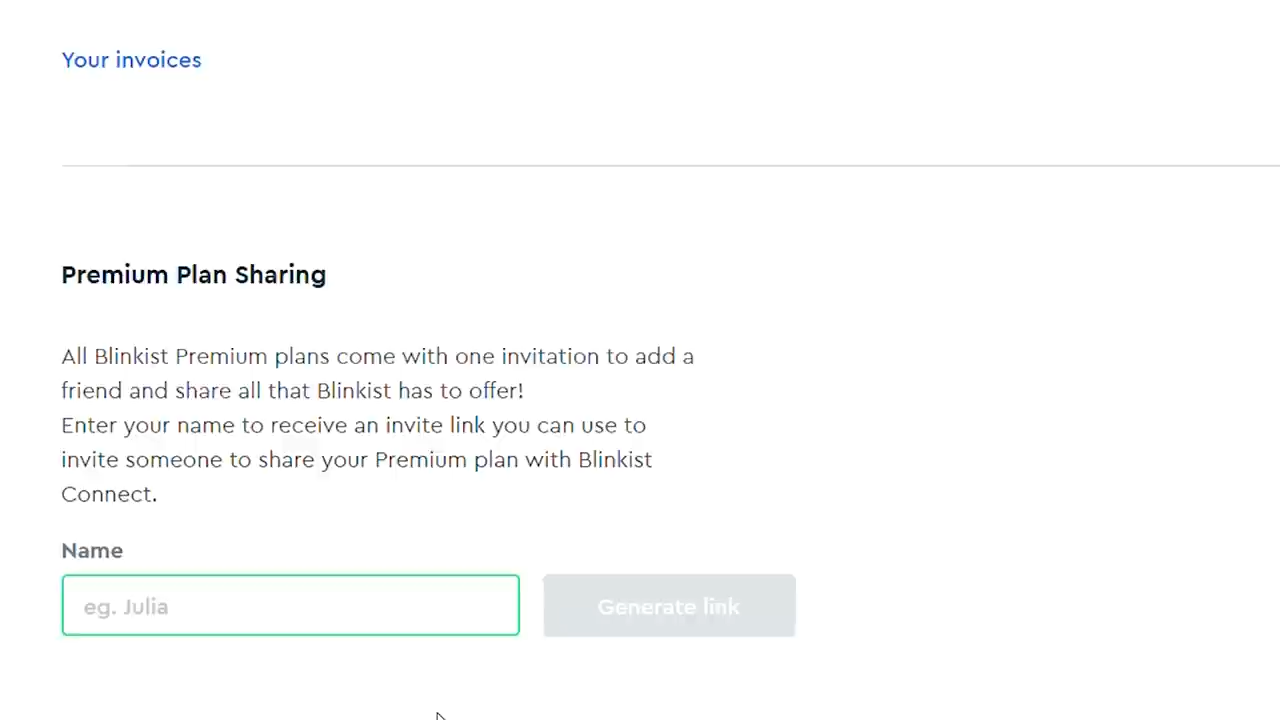 Your invoices
Premium Plan Sharing
All Blinkist Premium plans come with one invitation to add a
friend and share all that Blinkist has to offer!
Enter your name to receive an invite link you can use to
invite someone to share your Premium plan with Blinkist
Connect.
Name
eg. Julia
Generate link